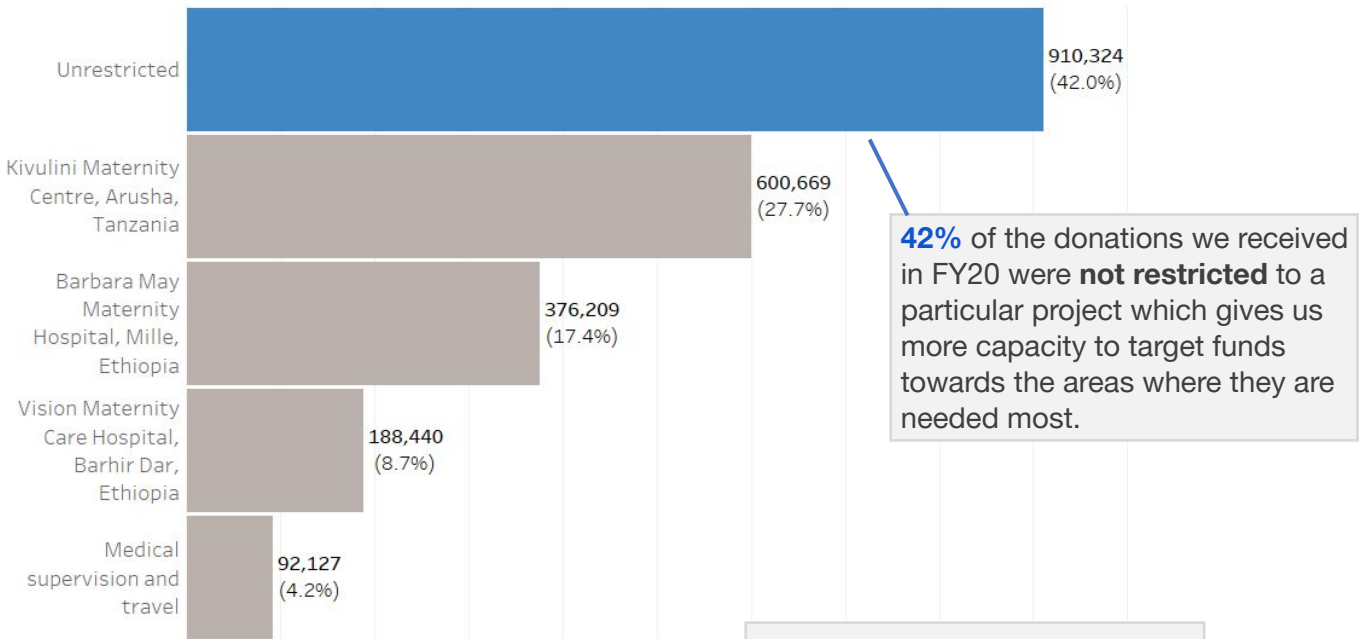 Unrestricted
910,324
(42.0%)
Kivulini Maternity
Centre, Arusha,
Tanzania
600,669
(27.7%)
42% of the donations we received
in FY20 were not restricted to a
particular project which gives us
more capacity to target funds
towards the areas where they are
needed most.
Barbara May
Maternity
Hospital, Mille,
Ethiopia
376,209
(17.4%)
Vision Maternity
Care Hospital,
Barhir Dar,
Ethiopia
188,440
(8.7%)
Medical
supervision and
travel
92,127
(4.2%)